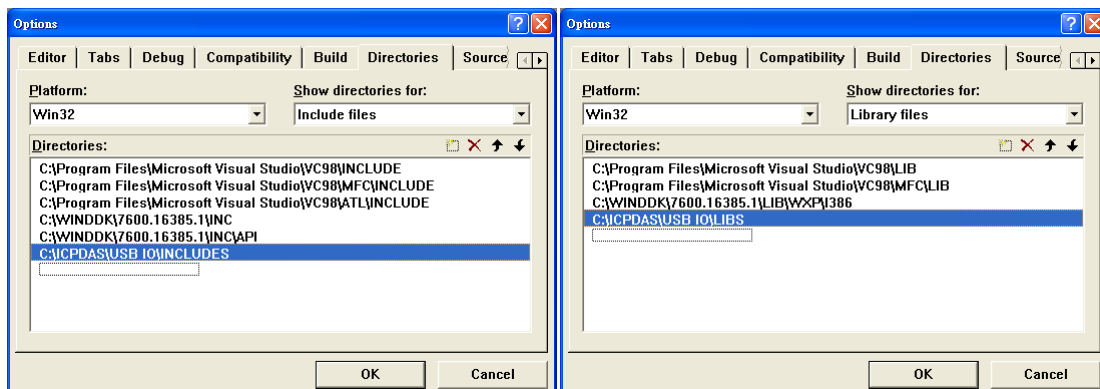 Options
Editor Tabs Debug Compatibility Build Directories Source
Platform: Show directories for:
Win32 Include files
Directories:
C:\Program Files\Microsoft Visual Studio\VC98\INCLUDE
C:\Program Files\Microsoft Visual Studio\VC98\MFC\INCLUDE
C:\Program Files\Microsoft Visual Studio\VC98\ATL\INCLUDE
C:\WINDDK\7600.16385.1\INC
C:\WINDDK\7600.16385.1\INC\API
C:\ICPDAS\USB IO\INCLUDES
OK Cancel
Options
Editor Tabs Debug Compatibility Build Directories Source
Platform: Show directories for:
Win32 Library files
Directories:
C:\Program Files\Microsoft Visual Studio\VC98\LIB
C:\Program Files\Microsoft Visual Studio\VC98\MFC\LIB
C:\WINDDK\7600.16385.1\LIB\WXP\I386
C:\ICPDAS\USB IO\LIBS
OK Cancel